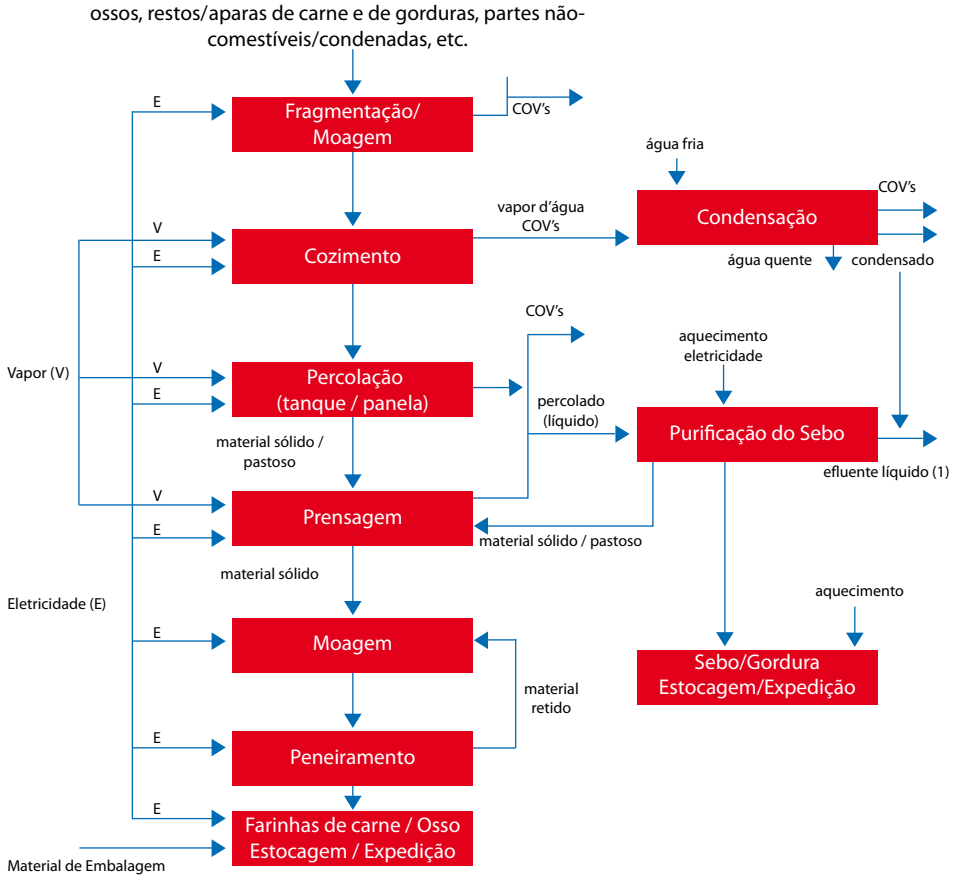 ossos, restos/aparas de carne e de gorduras, partes não-
comestíveis/condenadas, etc.
E
Fragmentação/
Moagem
COV's
água fria
vapor d'água
COV's
Condensação
COV's
V
E
Cozimento
água quente
condensado
COV's
aquecimento
eletricidade
Vapor (V)
V
E
Percolação
(tanque / panela)
percolado
(líquido)
Purificação do Sebo
material sólido /
pastoso
efluente líquido (1)
V
E
Prensagem
material sólido / pastoso
material sólido
Eletricidade (E)
aquecimento
E
Moagem
Sebo/Gordura
Estocagem/Expedição
material
retido
E
Peneiramento
E
Farinhas de carne / Osso
Estocagem / Expedição
Material de Embalagem